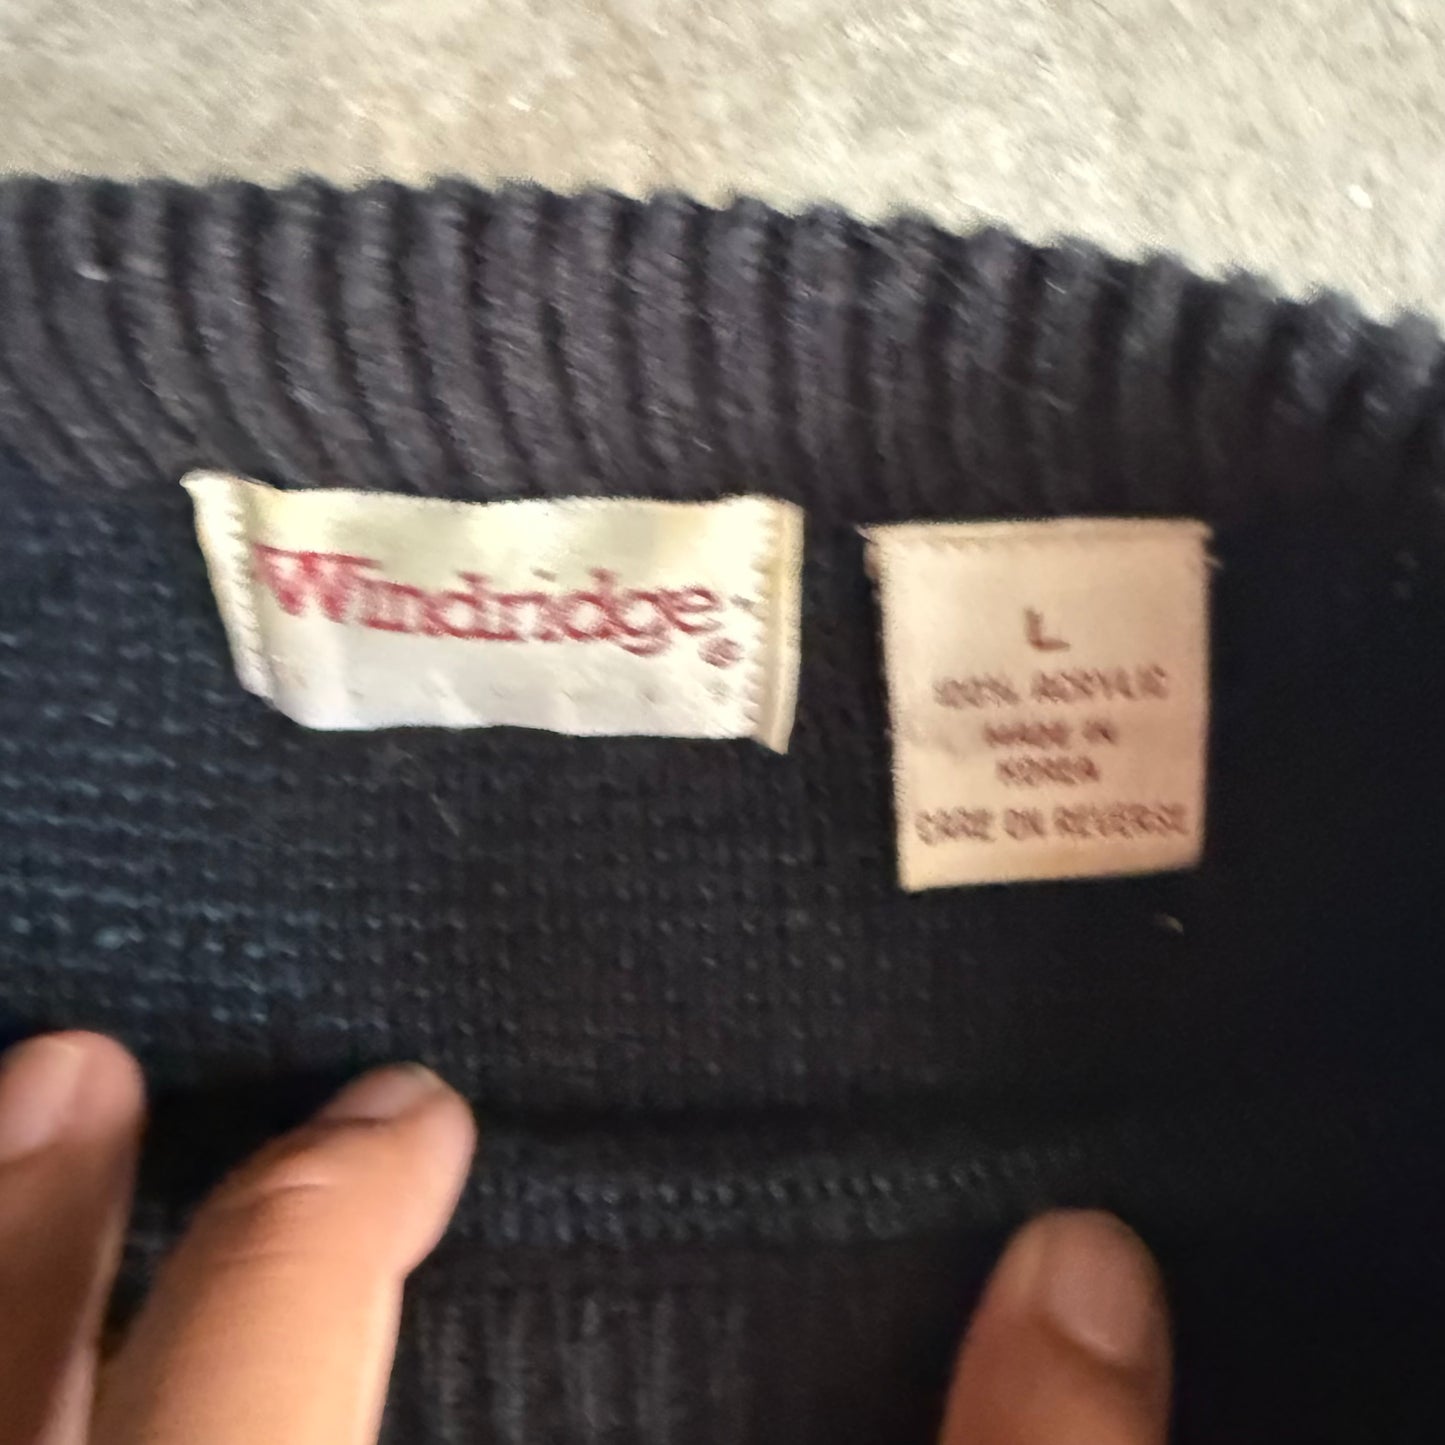 Windridge®
L
100% ACRYLIC
MADE IN
KOREA
CARE ON REVERSE